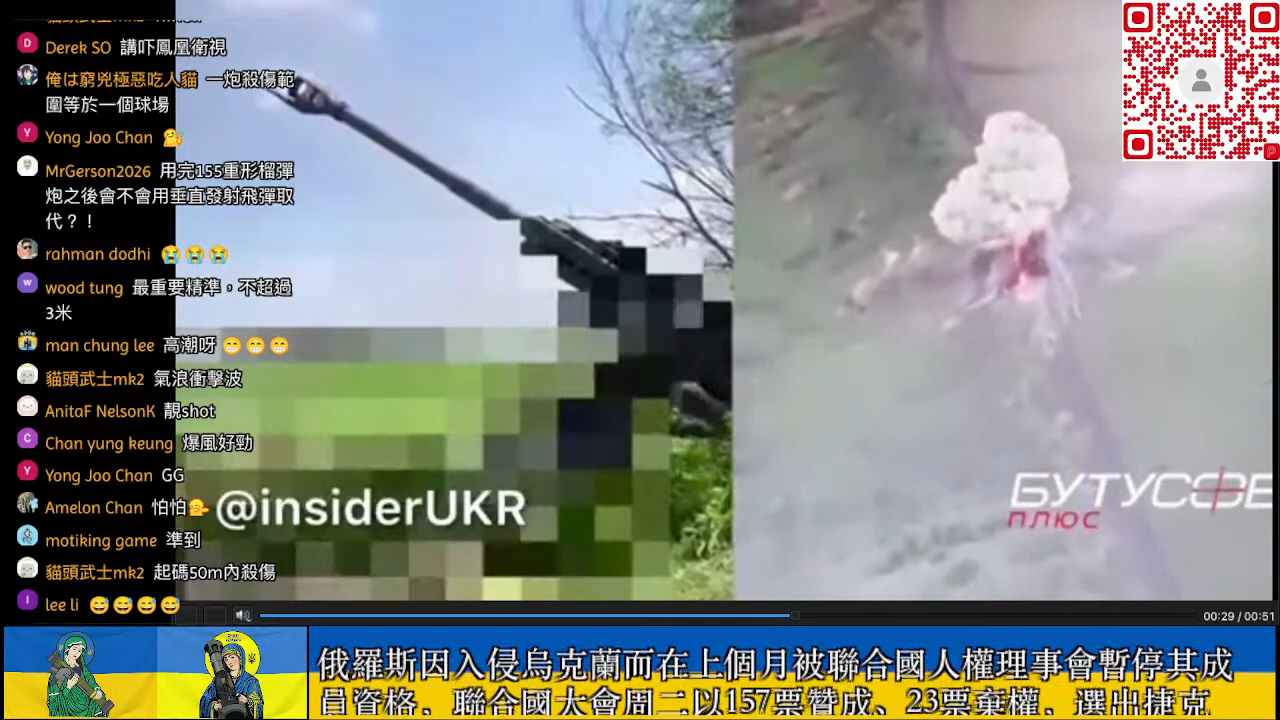 Derek SO 講吓鳳凰衛視
俺は窮兇極惡吃人貓 一炮殺傷範
圍等於一個球場
Yong Joo Chan
MrGerson2026 用完155重形榴彈
炮之後會不會用垂直發射飛彈取
代？！
rahman dodhi 😭😭😭
wood tung 最重要精準，不超過
3米
man chung lee 高潮呀 😁😁😁
貓頭武士mk2 氣浪衝擊波
AnitaF NelsonK 靚shot
Chan yung keung 爆風好勁
Yong Joo Chan GG
Amelon Chan 怕怕
motiking game 準到
貓頭武士mk2 起碼50m內殺傷
lee li 😅😅😅😅
@insiderUKR
БУТУСОВ
ПЛЮС
00:29 / 00:51
俄羅斯因入侵烏克蘭而在上個月被聯合國人權理事會暫停其成
員資格，聯合國大會周二以157票贊成、23票棄權，選出捷克